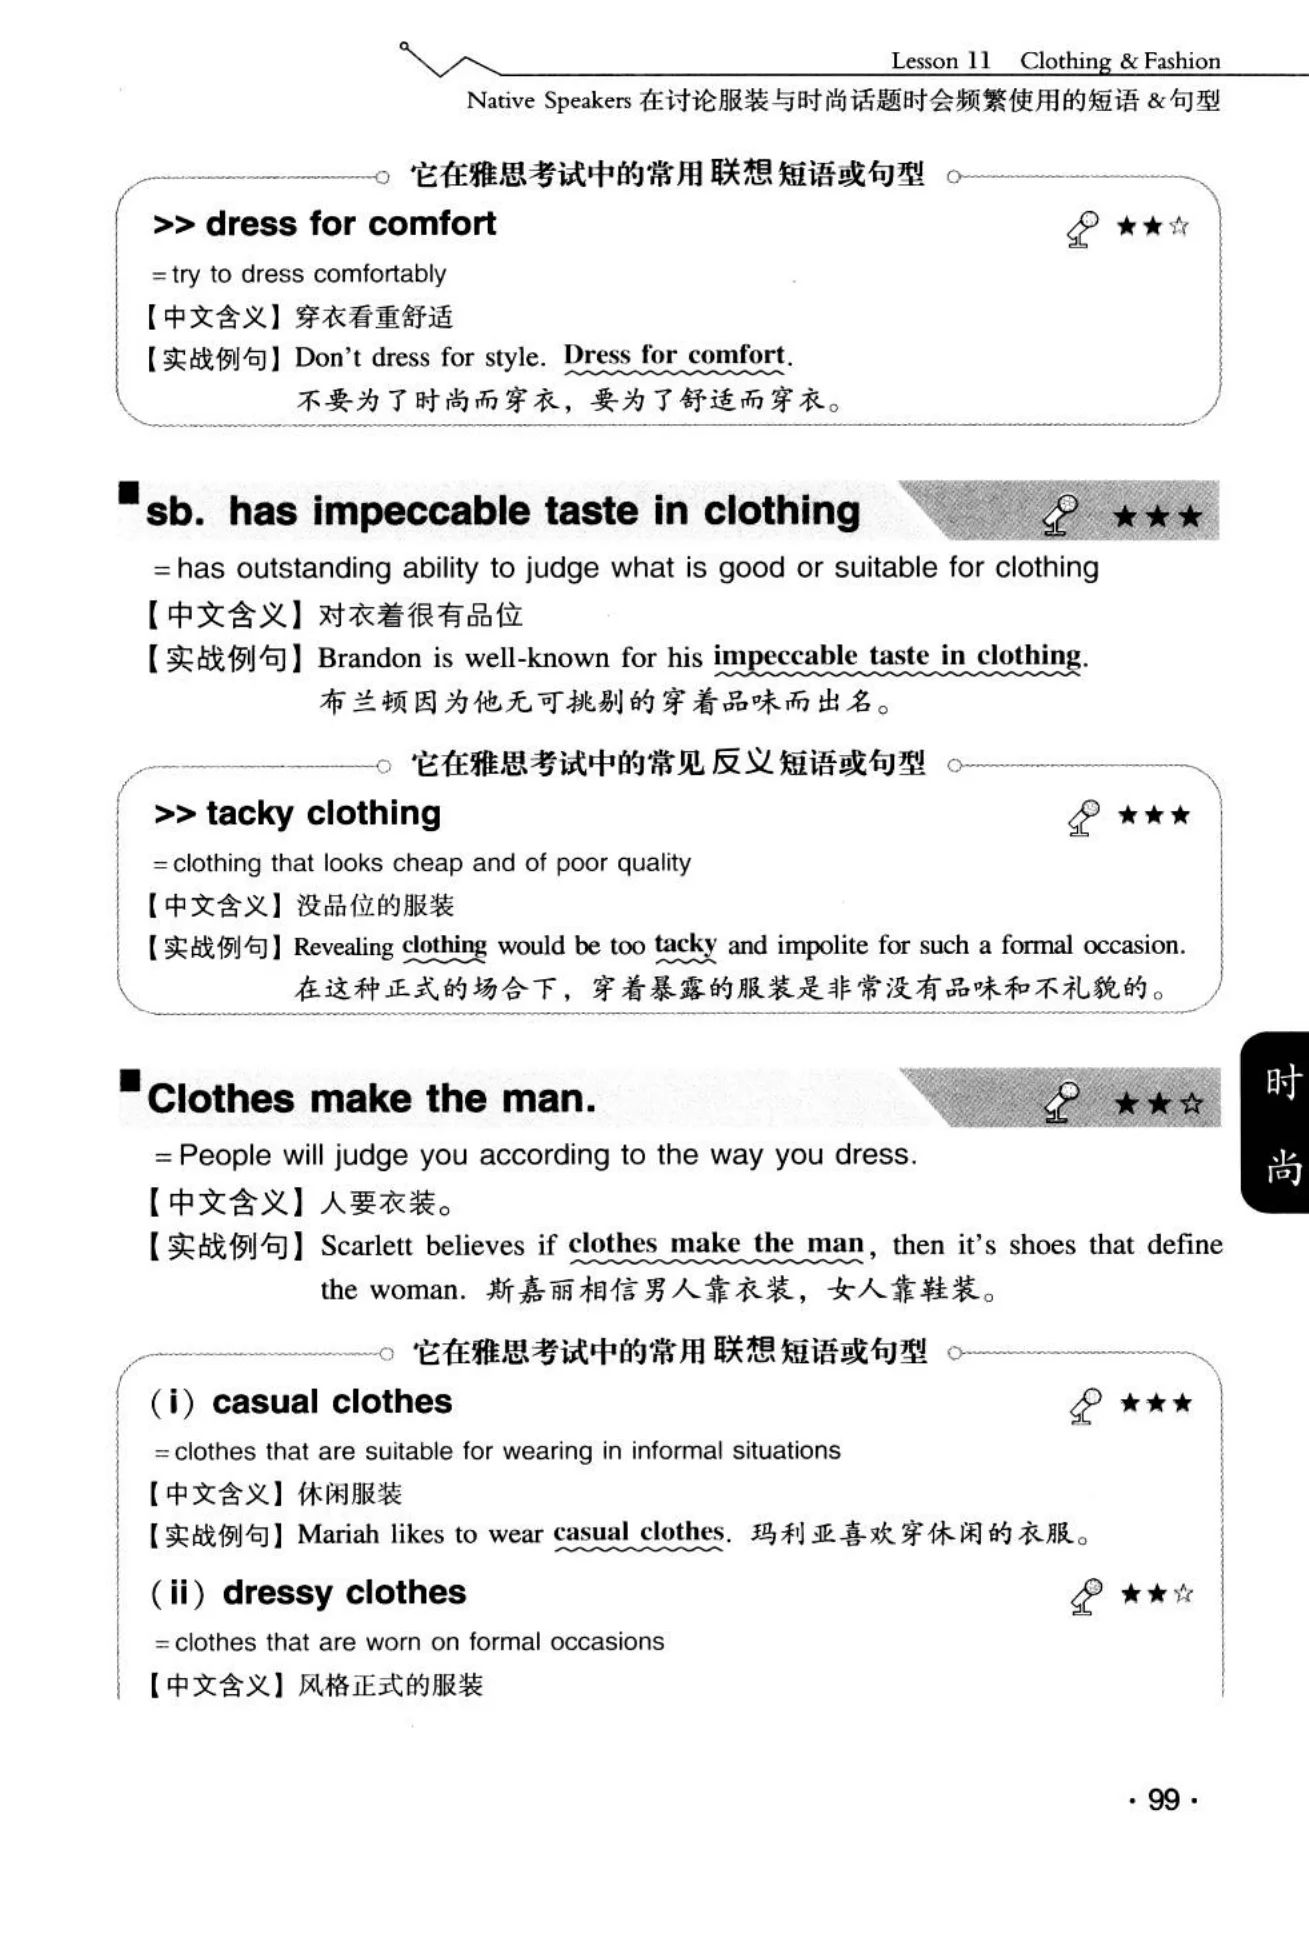 Lesson 11 Clothing & Fashion
Native Speakers 在讨论服装与时尚话题时会频繁使用的短语 & 句型
它在雅思考试中的常用联想短语或句型
>> dress for comfort ★★☆
= try to dress comfortably
【中文含义】穿衣看重舒适
【实战例句】Don't dress for style. Dress for comfort.
不要为了时尚而穿衣，要为了舒适而穿衣。
■ sb. has impeccable taste in clothing ★★★
= has outstanding ability to judge what is good or suitable for clothing
【中文含义】对衣着很有品位
【实战例句】Brandon is well-known for his impeccable taste in clothing.
布兰顿因为他无可挑剔的穿着品味而出名。
它在雅思考试中的常见反义短语或句型
>> tacky clothing ★★★
= clothing that looks cheap and of poor quality
【中文含义】没品位的服装
【实战例句】Revealing clothing would be too tacky and impolite for such a formal occasion.
在这种正式的场合下，穿着暴露的服装是非常没有品味和不礼貌的。
■ Clothes make the man. ★★☆
= People will judge you according to the way you dress.
【中文含义】人要衣装。
【实战例句】Scarlett believes if clothes make the man, then it's shoes that define
the woman. 斯嘉丽相信男人靠衣装，女人靠鞋装。
它在雅思考试中的常用联想短语或句型
(i) casual clothes ★★★
= clothes that are suitable for wearing in informal situations
【中文含义】休闲服装
【实战例句】Mariah likes to wear casual clothes. 玛利亚喜欢穿休闲的衣服。
(ii) dressy clothes ★★☆
= clothes that are worn on formal occasions
【中文含义】风格正式的服装
时尚
· 99 ·